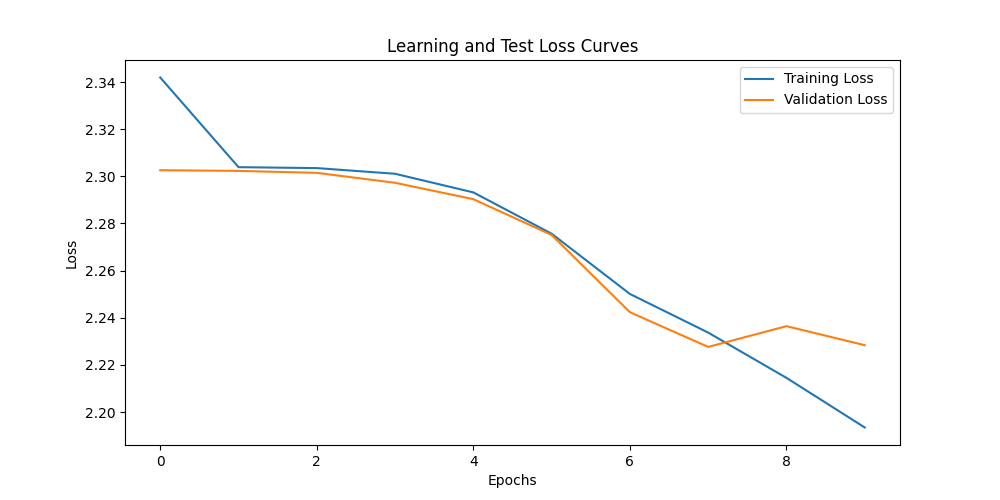 Learning and Test Loss Curves
Training Loss
Validation Loss
2.34
2.32
2.30
2.28
2.26
2.24
2.22
2.20
Loss
0 2 4 6 8
Epochs